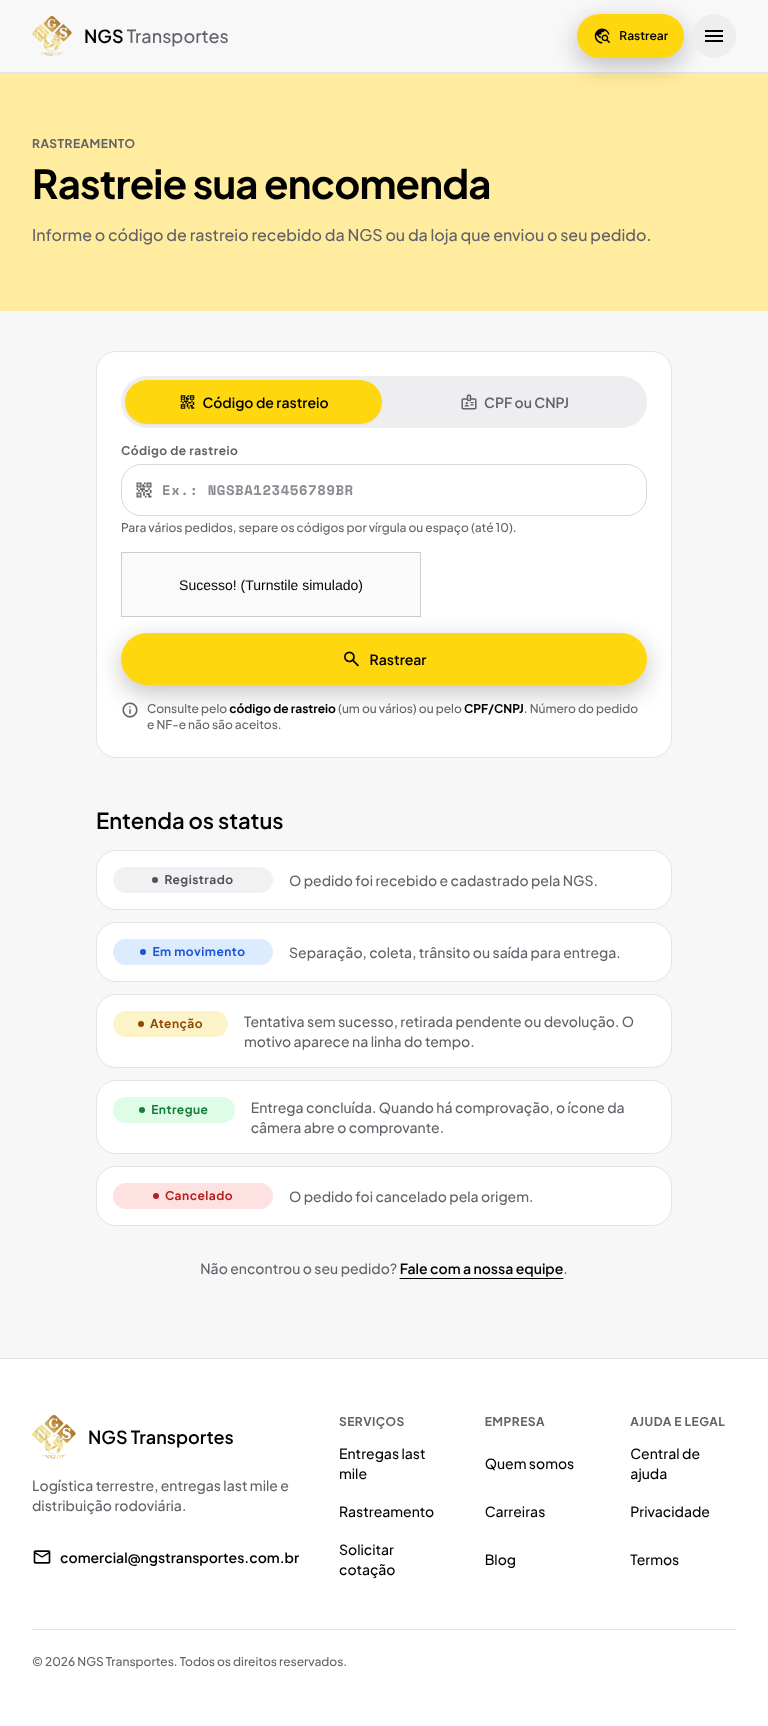 NGS Transportes
Rastrear
RASTREAMENTO
Rastreie sua encomenda
Informe o código de rastreio recebido da NGS ou da loja que enviou o seu pedido.
Código de rastreio
CPF ou CNPJ
Código de rastreio
Ex.: NGSBA123456789BR
Para vários pedidos, separe os códigos por vírgula ou espaço (até 10).
Sucesso! (Turnstile simulado)
Rastrear
Consulte pelo código de rastreio (um ou vários) ou pelo CPF/CNPJ. Número do pedido
e NF-e não são aceitos.
Entenda os status
Registrado
O pedido foi recebido e cadastrado pela NGS.
Em movimento
Separação, coleta, trânsito ou saída para entrega.
Atenção
Tentativa sem sucesso, retirada pendente ou devolução. O
motivo aparece na linha do tempo.
Entregue
Entrega concluída. Quando há comprovação, o ícone da
câmera abre o comprovante.
Cancelado
O pedido foi cancelado pela origem.
Não encontrou o seu pedido? Fale com a nossa equipe.
NGS Transportes
Logística terrestre, entregas last mile e
distribuição rodoviária.
comercial@ngstransportes.com.br
SERVIÇOS
Entregas last
mile
Rastreamento
Solicitar
cotação
EMPRESA
Quem somos
Carreiras
Blog
AJUDA E LEGAL
Central de
ajuda
Privacidade
Termos
© 2026 NGS Transportes. Todos os direitos reservados.